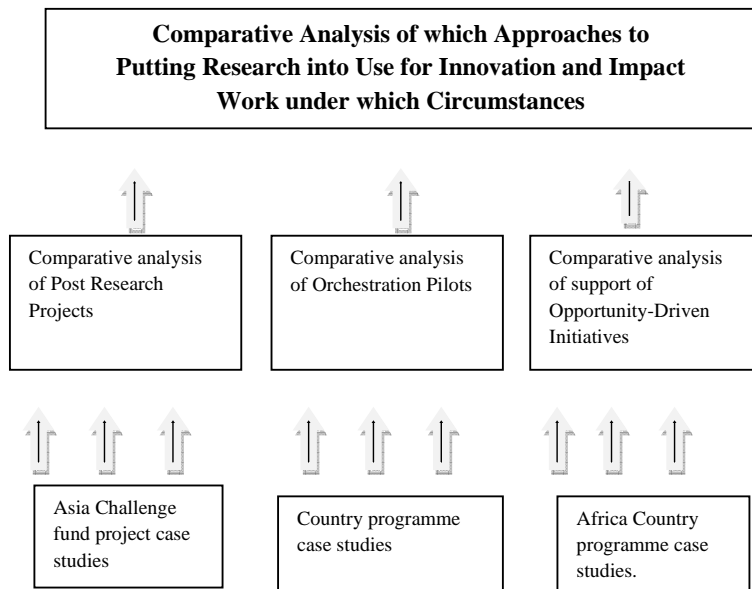 Comparative Analysis of which Approaches to
Putting Research into Use for Innovation and Impact
Work under which Circumstances
Comparative analysis
of Post Research
Projects
Comparative analysis
of Orchestration Pilots
Comparative analysis
of support of
Opportunity-Driven
Initiatives
Asia Challenge
fund project case
studies
Country programme
case studies
Africa Country
programme case
studies.